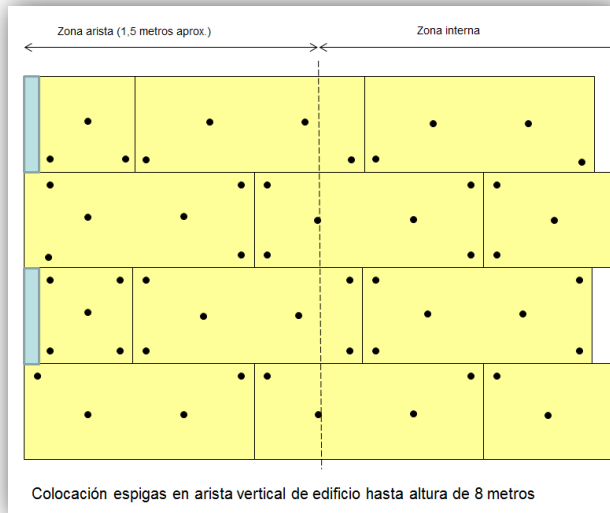 Zona arista (1,5 metros aprox.)
Zona interna
Colocación espigas en arista vertical de edificio hasta altura de 8 metros